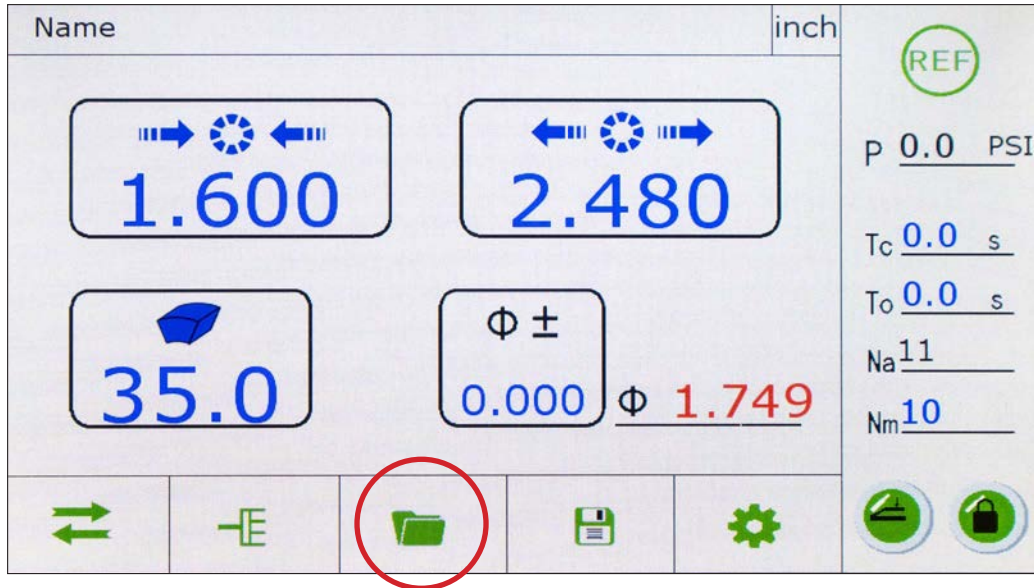 Name
inch
REF
1.600
2.480
35.0
Φ ±
0.000
Φ 1.749
P 0.0 PSI
Tc 0.0 s
To 0.0 s
Na 11
Nm 10